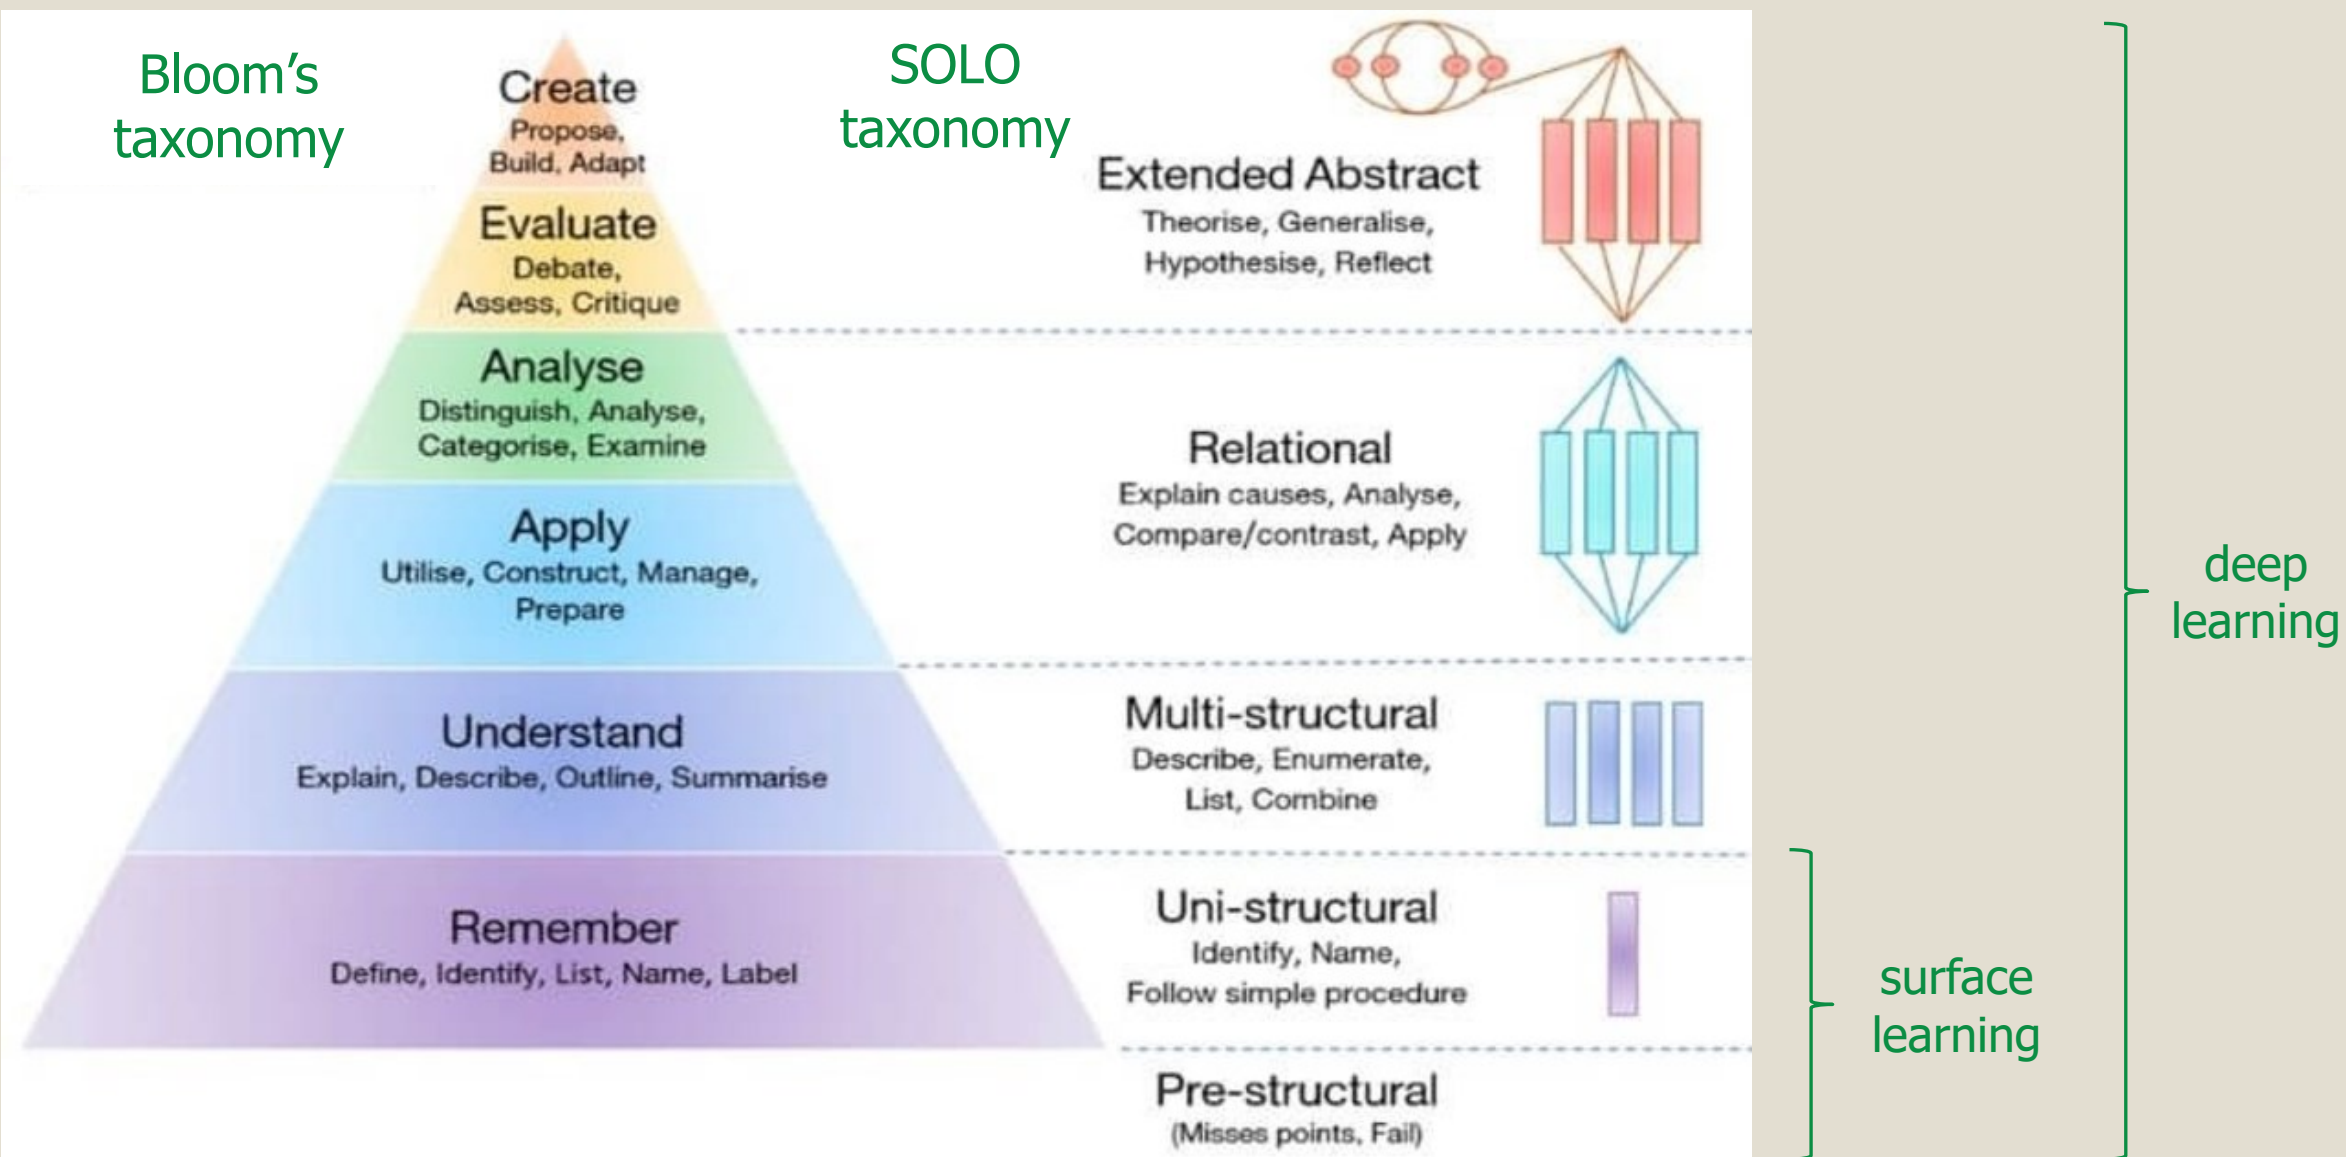 Bloom's
taxonomy
Create
Propose,
Build, Adapt
Evaluate
Debate,
Assess, Critique
Analyse
Distinguish, Analyse,
Categorise, Examine
Apply
Utilise, Construct, Manage,
Prepare
Understand
Explain, Describe, Outline, Summarise
Remember
Define, Identify, List, Name, Label
SOLO
taxonomy
Extended Abstract
Theorise, Generalise,
Hypothesise, Reflect
Relational
Explain causes, Analyse,
Compare/contrast, Apply
Multi-structural
Describe, Enumerate,
List, Combine
Uni-structural
Identify, Name,
Follow simple procedure
Pre-structural
(Misses points, Fail)
surface
learning
deep
learning